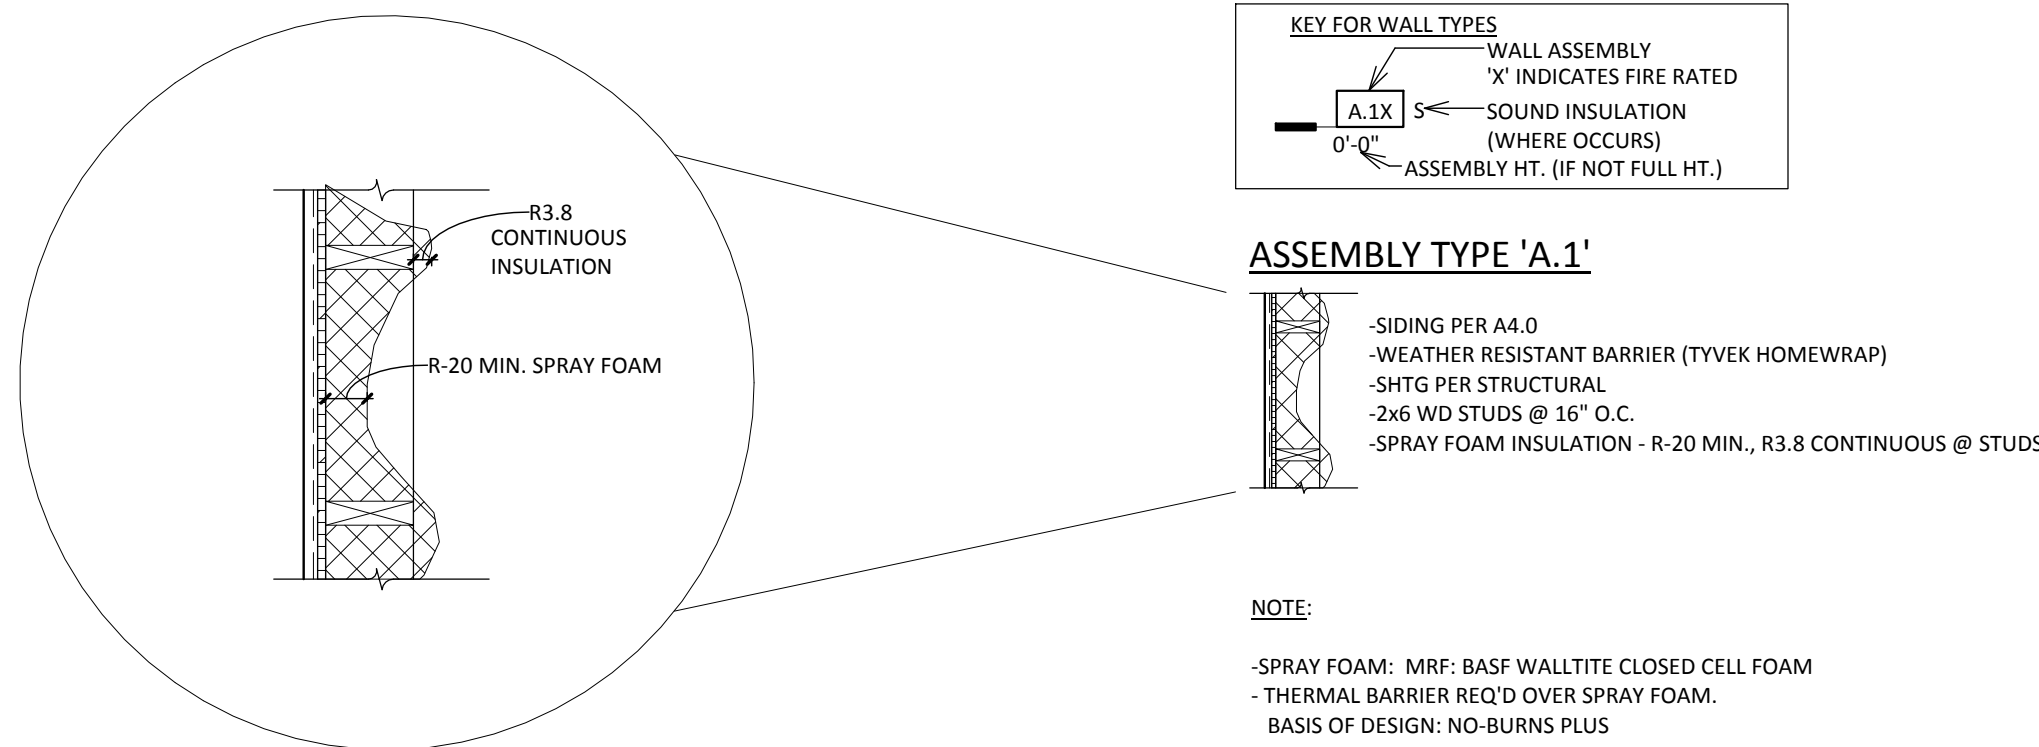 KEY FOR WALL TYPES
WALL ASSEMBLY
'X' INDICATES FIRE RATED
A.1X
S
SOUND INSULATION
(WHERE OCCURS)
0'-0"
ASSEMBLY HT. (IF NOT FULL HT.)
R3.8
CONTINUOUS
INSULATION
R-20 MIN. SPRAY FOAM
ASSEMBLY TYPE 'A.1'
-SIDING PER A4.0
-WEATHER RESISTANT BARRIER (TYVEK HOMEWRAP)
-SHTG PER STRUCTURAL
-2x6 WD STUDS @ 16" O.C.
-SPRAY FOAM INSULATION - R-20 MIN., R3.8 CONTINUOUS @ STUDS
NOTE:
-SPRAY FOAM: MRF: BASF WALLTITE CLOSED CELL FOAM
- THERMAL BARRIER REQ'D OVER SPRAY FOAM.
BASIS OF DESIGN: NO-BURNS PLUS